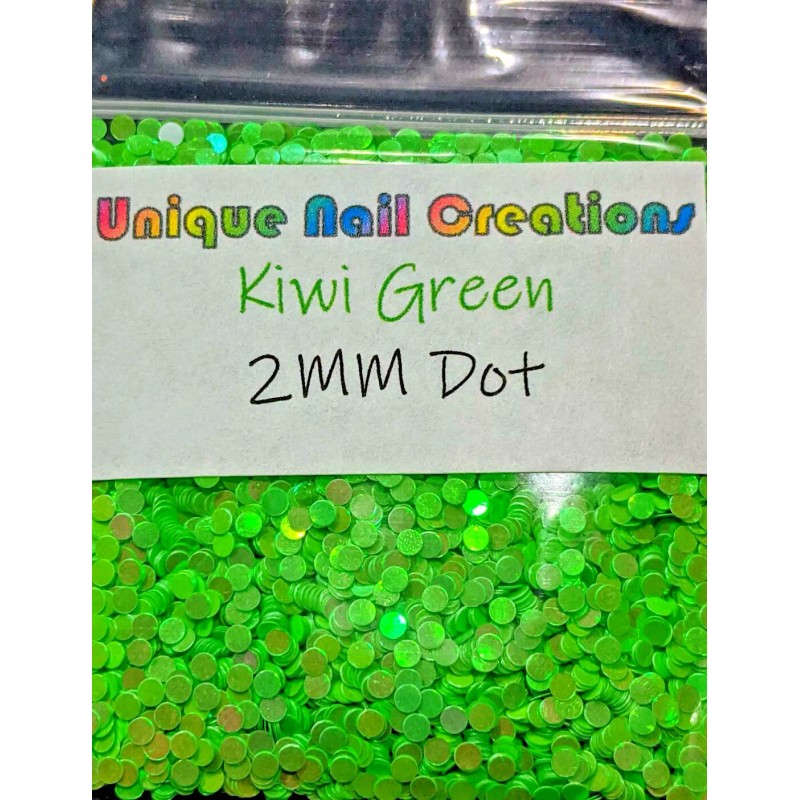 Unique Nail Creations
Kiwi Green
2MM Dot